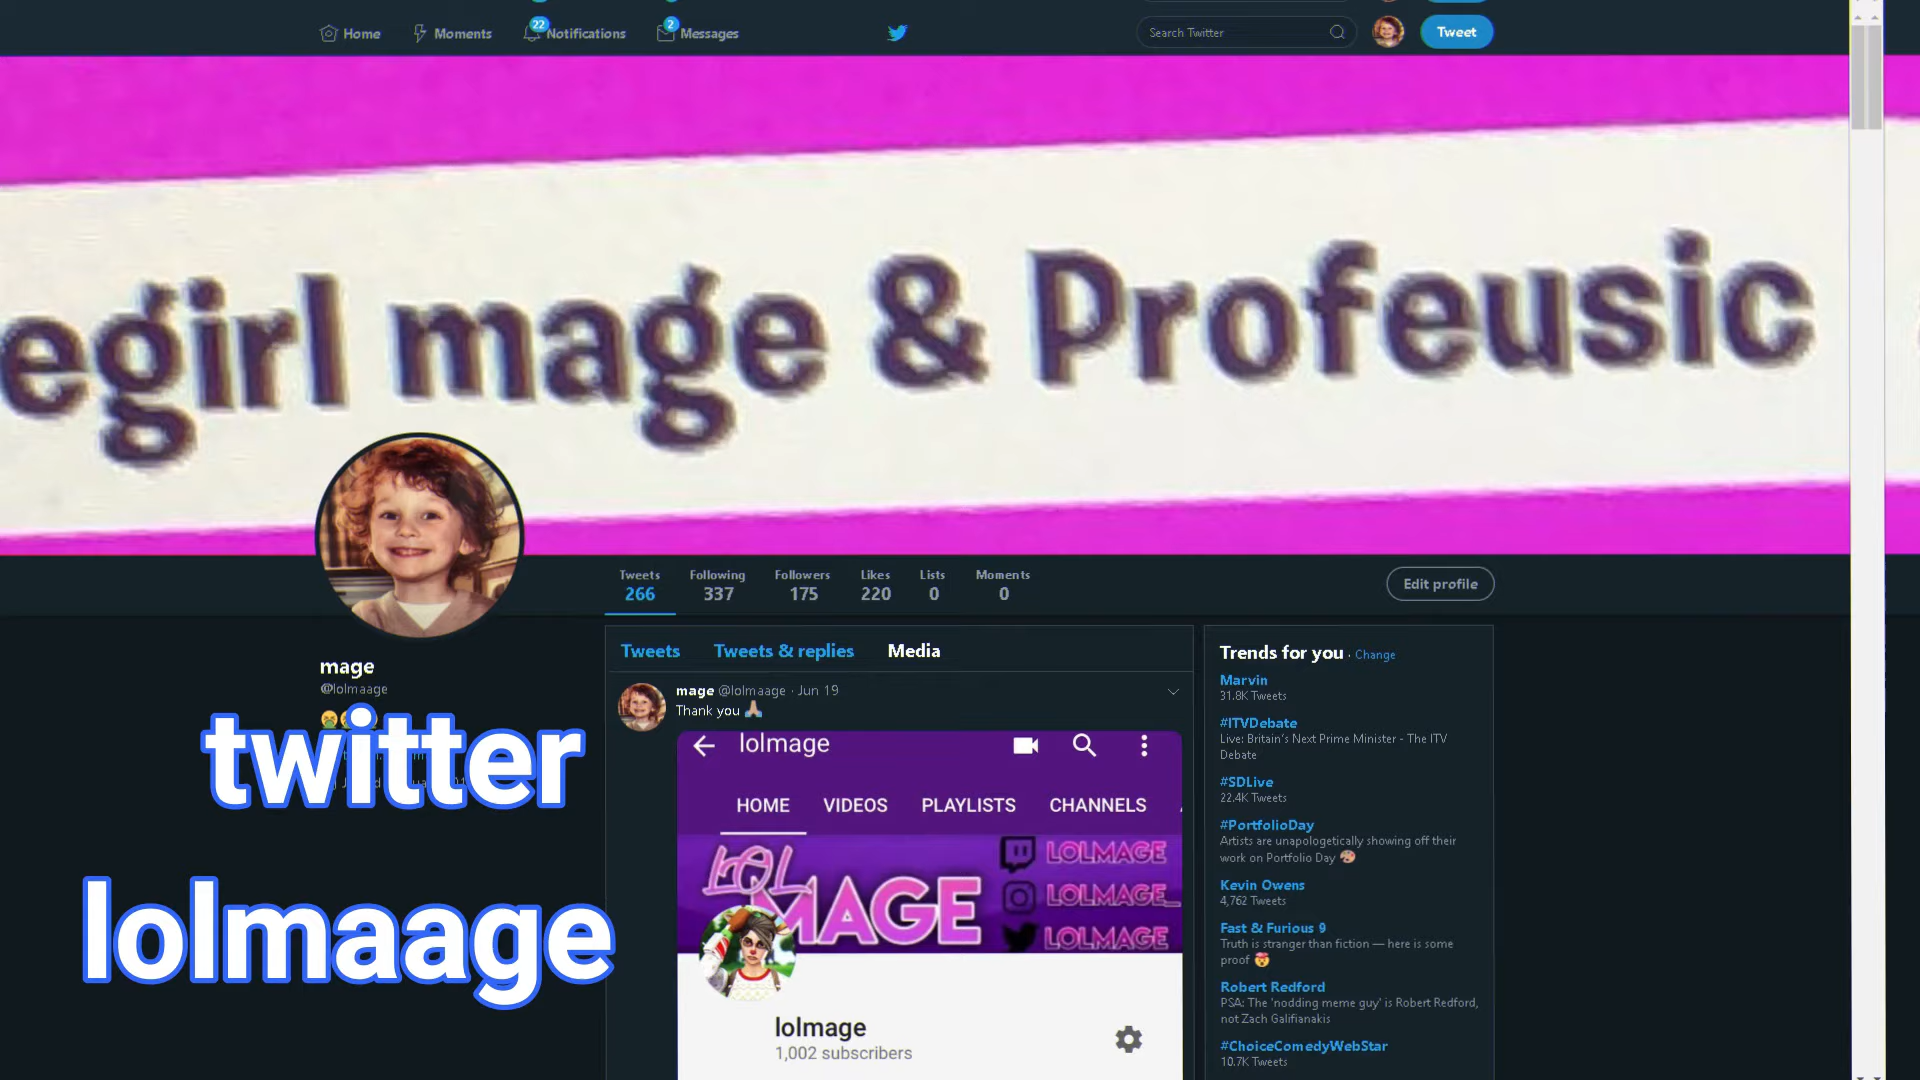 Home
Moments
22
Notifications
2
Messages
Search Twitter
Tweet
egirl mage & Profeusic
Tweets
266
Following
337
Followers
175
Likes
220
Lists
0
Moments
0
Edit profile
mage
@lolmaage
twitter
lolmaage
Tweets
Tweets & replies
Media
mage @lolmaage · Jun 19
Thank you 🙏
lolmage
HOME
VIDEOS
PLAYLISTS
CHANNELS
LOL
MAGE
LOLMAGE
LOLMAGE_
LOLMAGE
lolmage
1,002 subscribers
Trends for you · Change
Marvin
31.8K Tweets
#ITVDebate
Live: Britain's Next Prime Minister - The ITV
Debate
#SDLive
22.4K Tweets
#PortfolioDay
Artists are unapologetically showing off their
work on Portfolio Day 🎨
Kevin Owens
4,762 Tweets
Fast & Furious 9
Truth is stranger than fiction — here is some
proof 🤯
Robert Redford
PSA: The 'nodding meme guy' is Robert Redford,
not Zach Galifianakis
#ChoiceComedyWebStar
10.7K Tweets